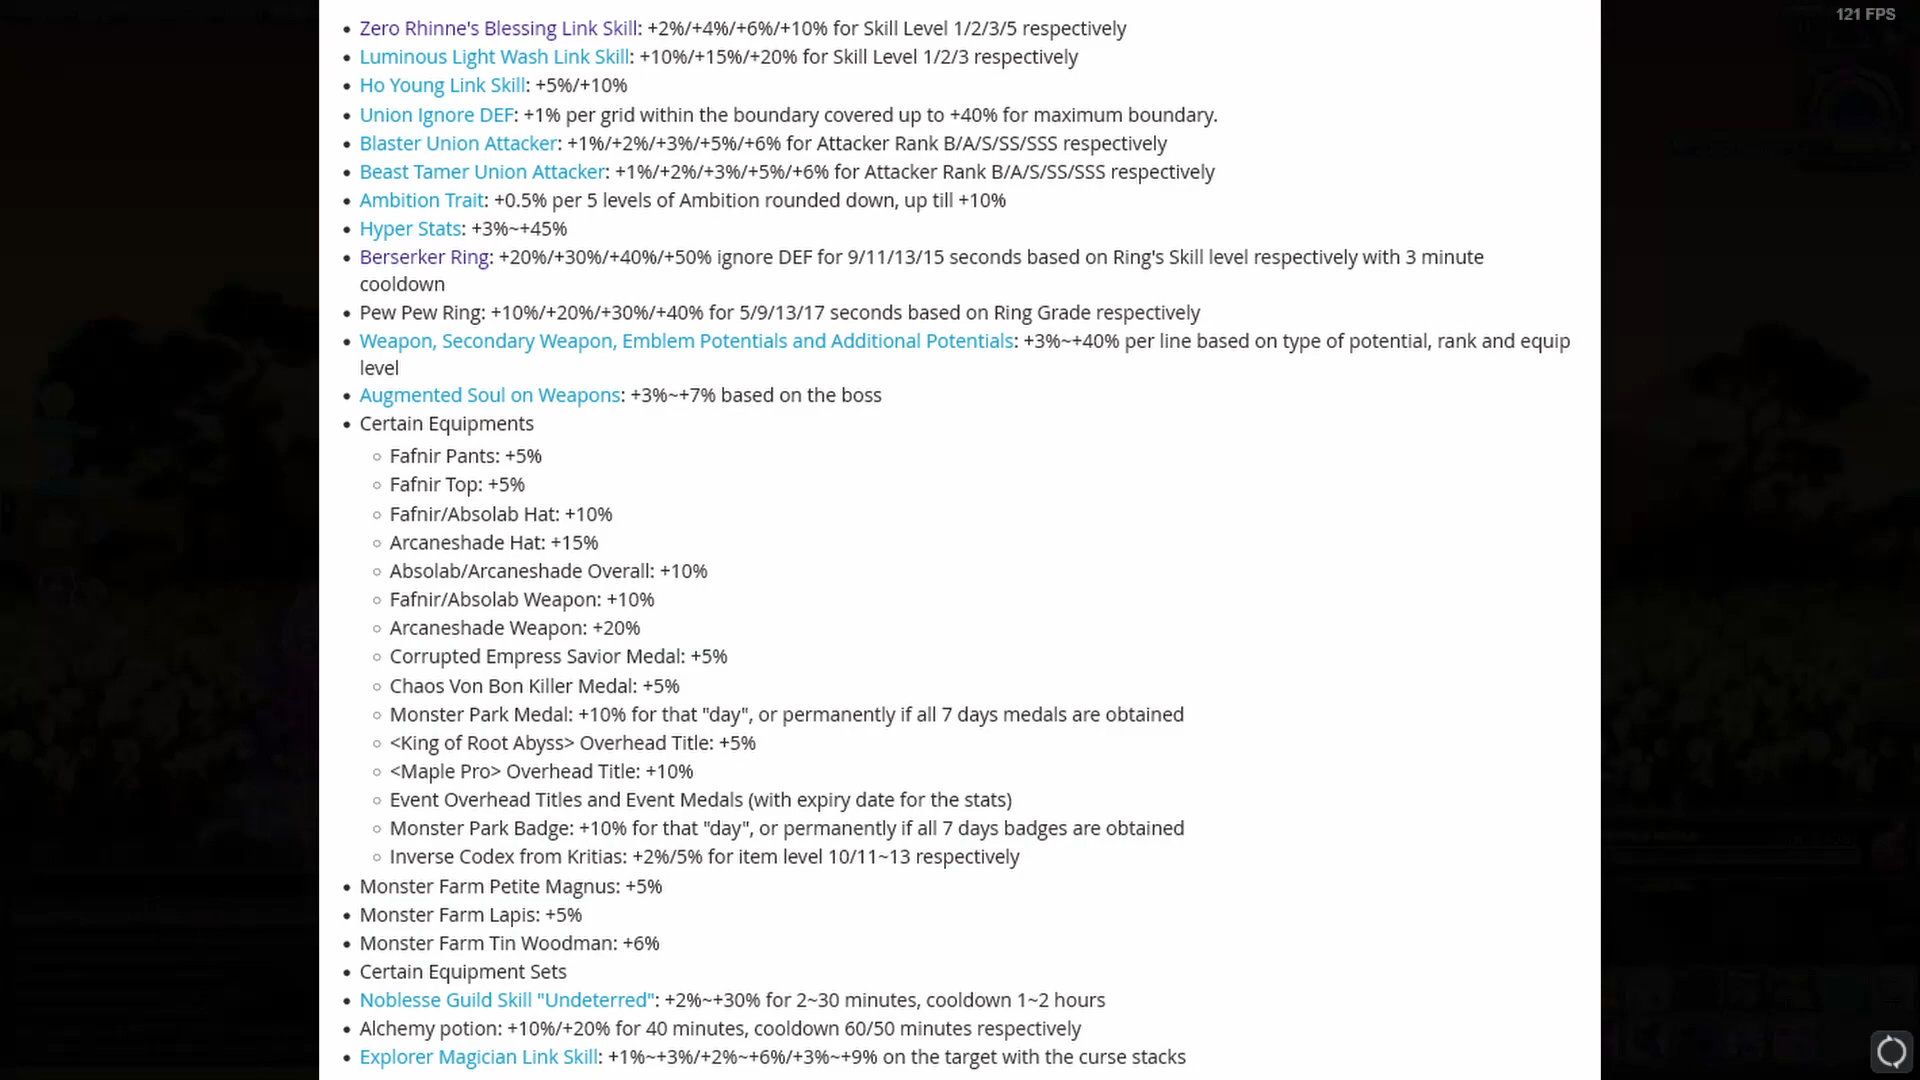 121 FPS
Zero Rhinne's Blessing Link Skill: +2%/+4%/+6%/+10% for Skill Level 1/2/3/5 respectively
Luminous Light Wash Link Skill: +10%/+15%/+20% for Skill Level 1/2/3 respectively
Ho Young Link Skill: +5%/+10%
Union Ignore DEF: +1% per grid within the boundary covered up to +40% for maximum boundary.
Blaster Union Attacker: +1%/+2%/+3%/+5%/+6% for Attacker Rank B/A/S/SS/SSS respectively
Beast Tamer Union Attacker: +1%/+2%/+3%/+5%/+6% for Attacker Rank B/A/S/SS/SSS respectively
Ambition Trait: +0.5% per 5 levels of Ambition rounded down, up till +10%
Hyper Stats: +3%~+45%
Berserker Ring: +20%/+30%/+40%/+50% ignore DEF for 9/11/13/15 seconds based on Ring's Skill level respectively with 3 minute
cooldown
Pew Pew Ring: +10%/+20%/+30%/+40% for 5/9/13/17 seconds based on Ring Grade respectively
Weapon, Secondary Weapon, Emblem Potentials and Additional Potentials: +3%~+40% per line based on type of potential, rank and equip
level
Augmented Soul on Weapons: +3%~+7% based on the boss
Certain Equipments
Fafnir Pants: +5%
Fafnir Top: +5%
Fafnir/Absolab Hat: +10%
Arcaneshade Hat: +15%
Absolab/Arcaneshade Overall: +10%
Fafnir/Absolab Weapon: +10%
Arcaneshade Weapon: +20%
Corrupted Empress Savior Medal: +5%
Chaos Von Bon Killer Medal: +5%
Monster Park Medal: +10% for that "day", or permanently if all 7 days medals are obtained
<King of Root Abyss> Overhead Title: +5%
<Maple Pro> Overhead Title: +10%
Event Overhead Titles and Event Medals (with expiry date for the stats)
Monster Park Badge: +10% for that "day", or permanently if all 7 days badges are obtained
Inverse Codex from Kritias: +2%/5% for item level 10/11~13 respectively
Monster Farm Petite Magnus: +5%
Monster Farm Lapis: +5%
Monster Farm Tin Woodman: +6%
Certain Equipment Sets
Noblesse Guild Skill "Undeterred": +2%~+30% for 2~30 minutes, cooldown 1~2 hours
Alchemy potion: +10%/+20% for 40 minutes, cooldown 60/50 minutes respectively
Explorer Magician Link Skill: +1%~+3%/+2%~+6%/+3%~+9% on the target with the curse stacks